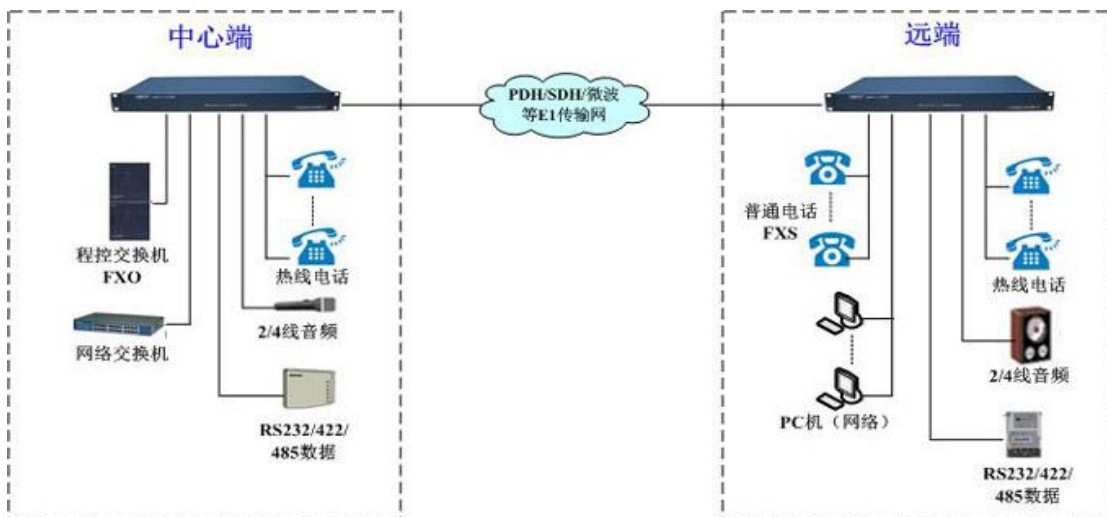 中心端
远端
PDH/SDH/微波
等E1传输网
程控交换机
FXO
热线电话
网络交换机
2/4线音频
RS232/422/
485数据
普通电话
FXS
热线电话
2/4线音频
PC机（网络）
RS232/422/
485数据